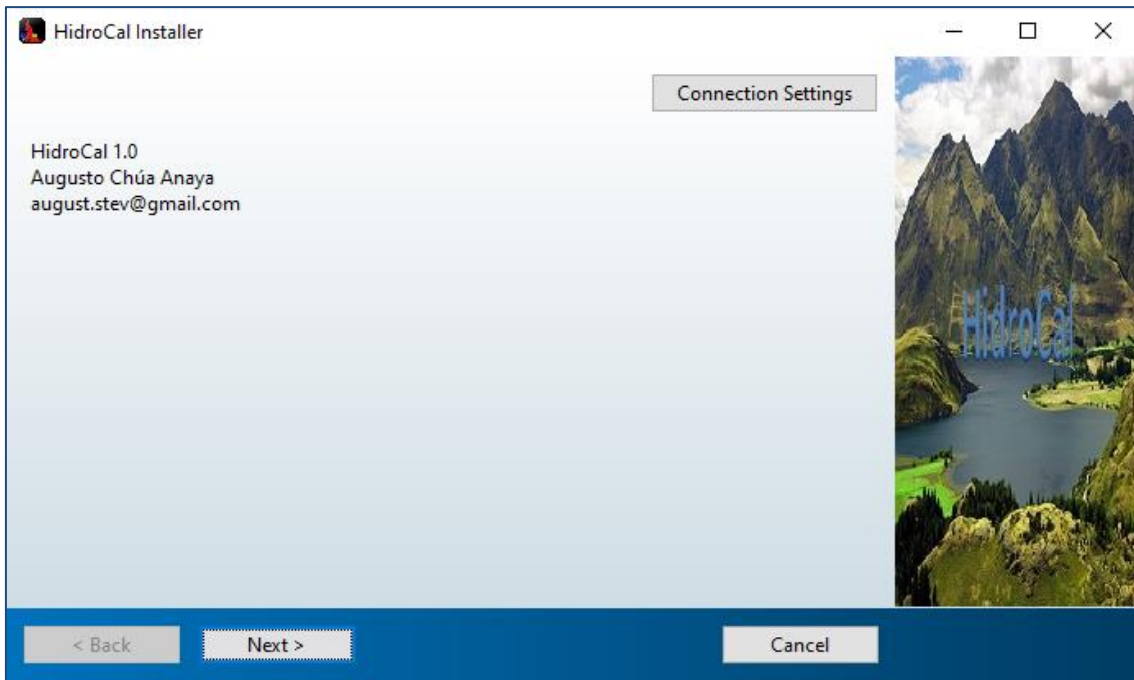 HidroCal Installer
Connection Settings
HidroCal 1.0
Augusto Chúa Anaya
august.stev@gmail.com
HidroCal
< Back
Next >
Cancel